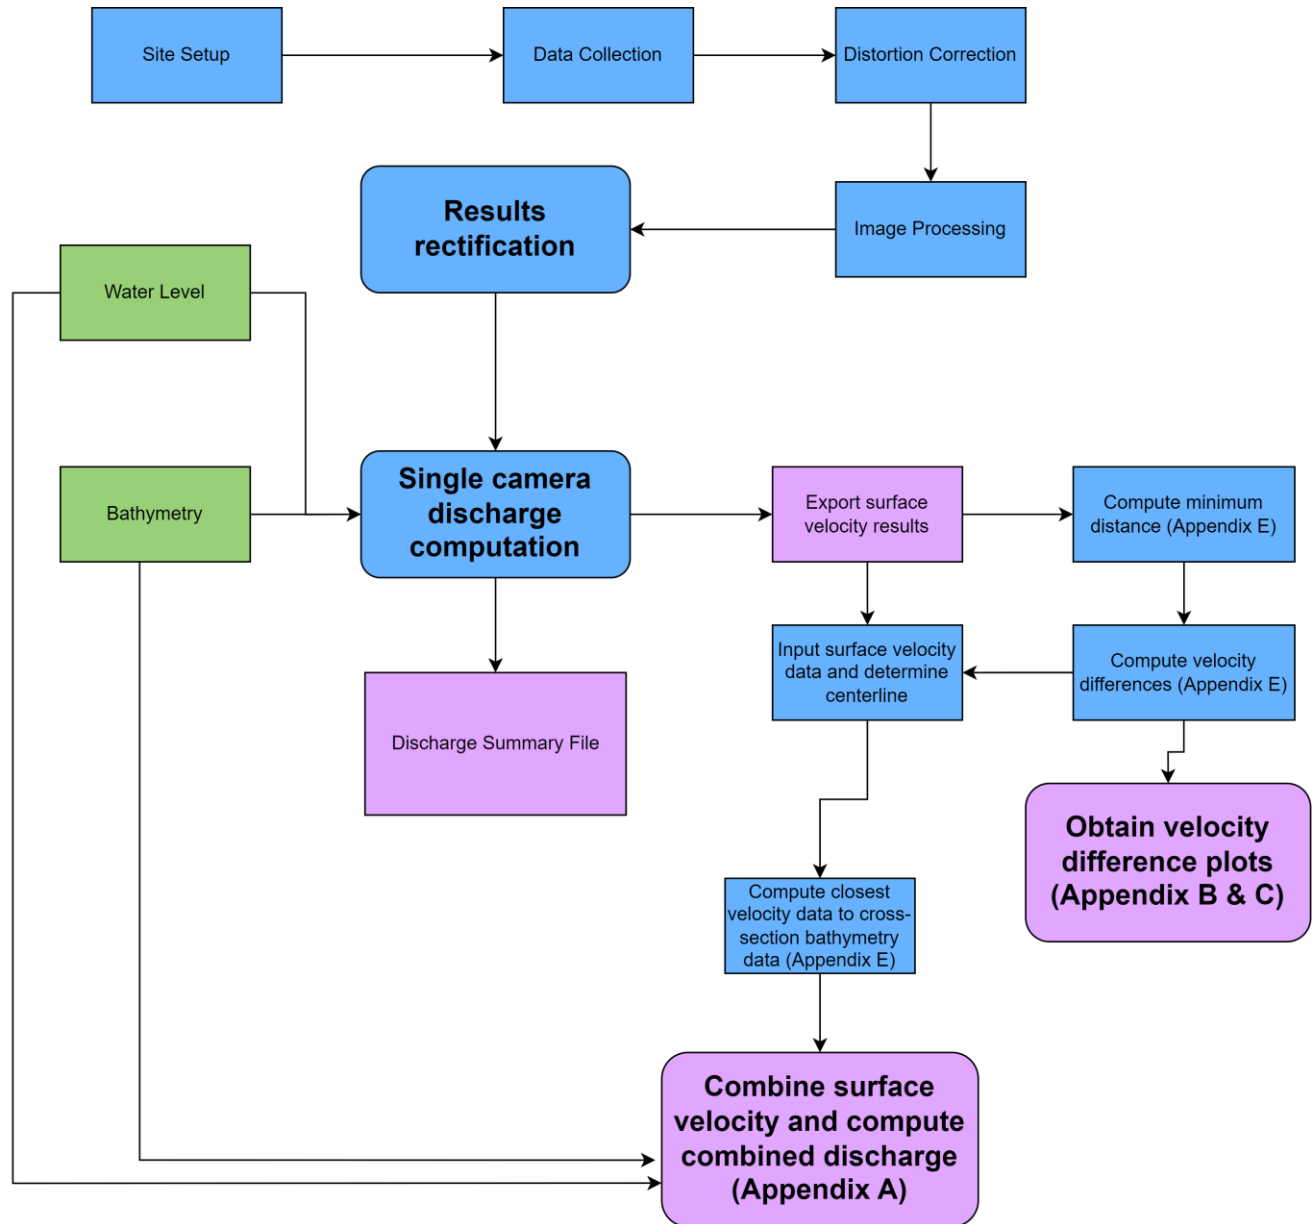 Site Setup
Data Collection
Distortion Correction
Results
rectification
Image Processing
Water Level
Bathymetry
Single camera
discharge
computation
Export surface
velocity results
Compute minimum
distance (Appendix E)
Input surface velocity
data and determine
centerline
Compute velocity
differences (Appendix E)
Discharge Summary File
Obtain velocity
difference plots
(Appendix B & C)
Compute closest
velocity data to cross-
section bathymetry
data (Appendix E)
Combine surface
velocity and compute
combined discharge
(Appendix A)